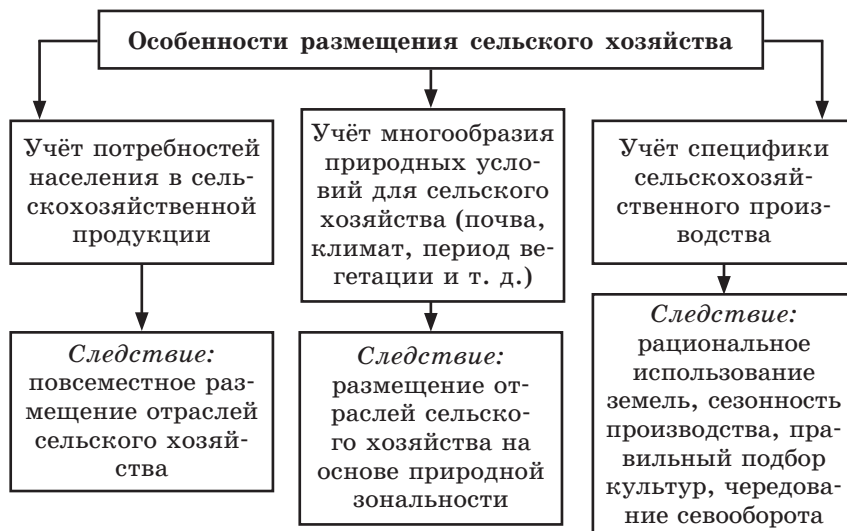 Особенности размещения сельского хозяйства
Учёт потребностей
населения в сель-
скохозяйственной
продукции
Учёт многообразия
природных усло-
вий для сельского
хозяйства (почва,
климат, период ве-
гетации и т. д.)
Учёт специфики
сельскохозяй-
ственного произ-
водства
Следствие:
повсеместное раз-
мещение отраслей
сельского хозяй-
ства
Следствие:
размещение от-
раслей сельско-
го хозяйства на
основе природной
зональности
Следствие:
рациональное
использование
земель, сезонность
производства, пра-
вильный подбор
культур, чередова-
ние севооборота